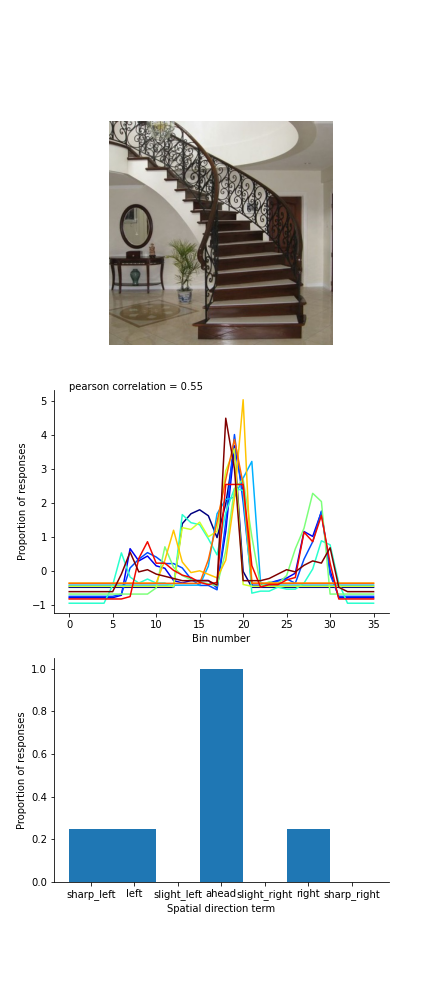 pearson correlation = 0.55
Proportion of responses
5
4
3
2
1
0
−1
0 5 10 15 20 25 30 35
Bin number
Proportion of responses
1.0
0.8
0.6
0.4
0.2
0.0
sharp_left left slight_left ahead slight_right right sharp_right
Spatial direction term